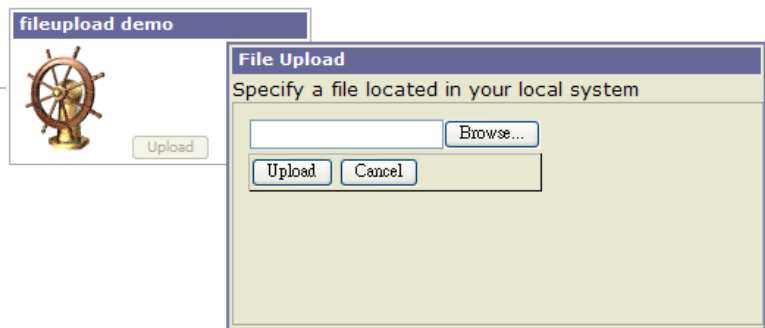 fileupload demo
Upload
File Upload
Specify a file located in your local system
Browse...
Upload Cancel